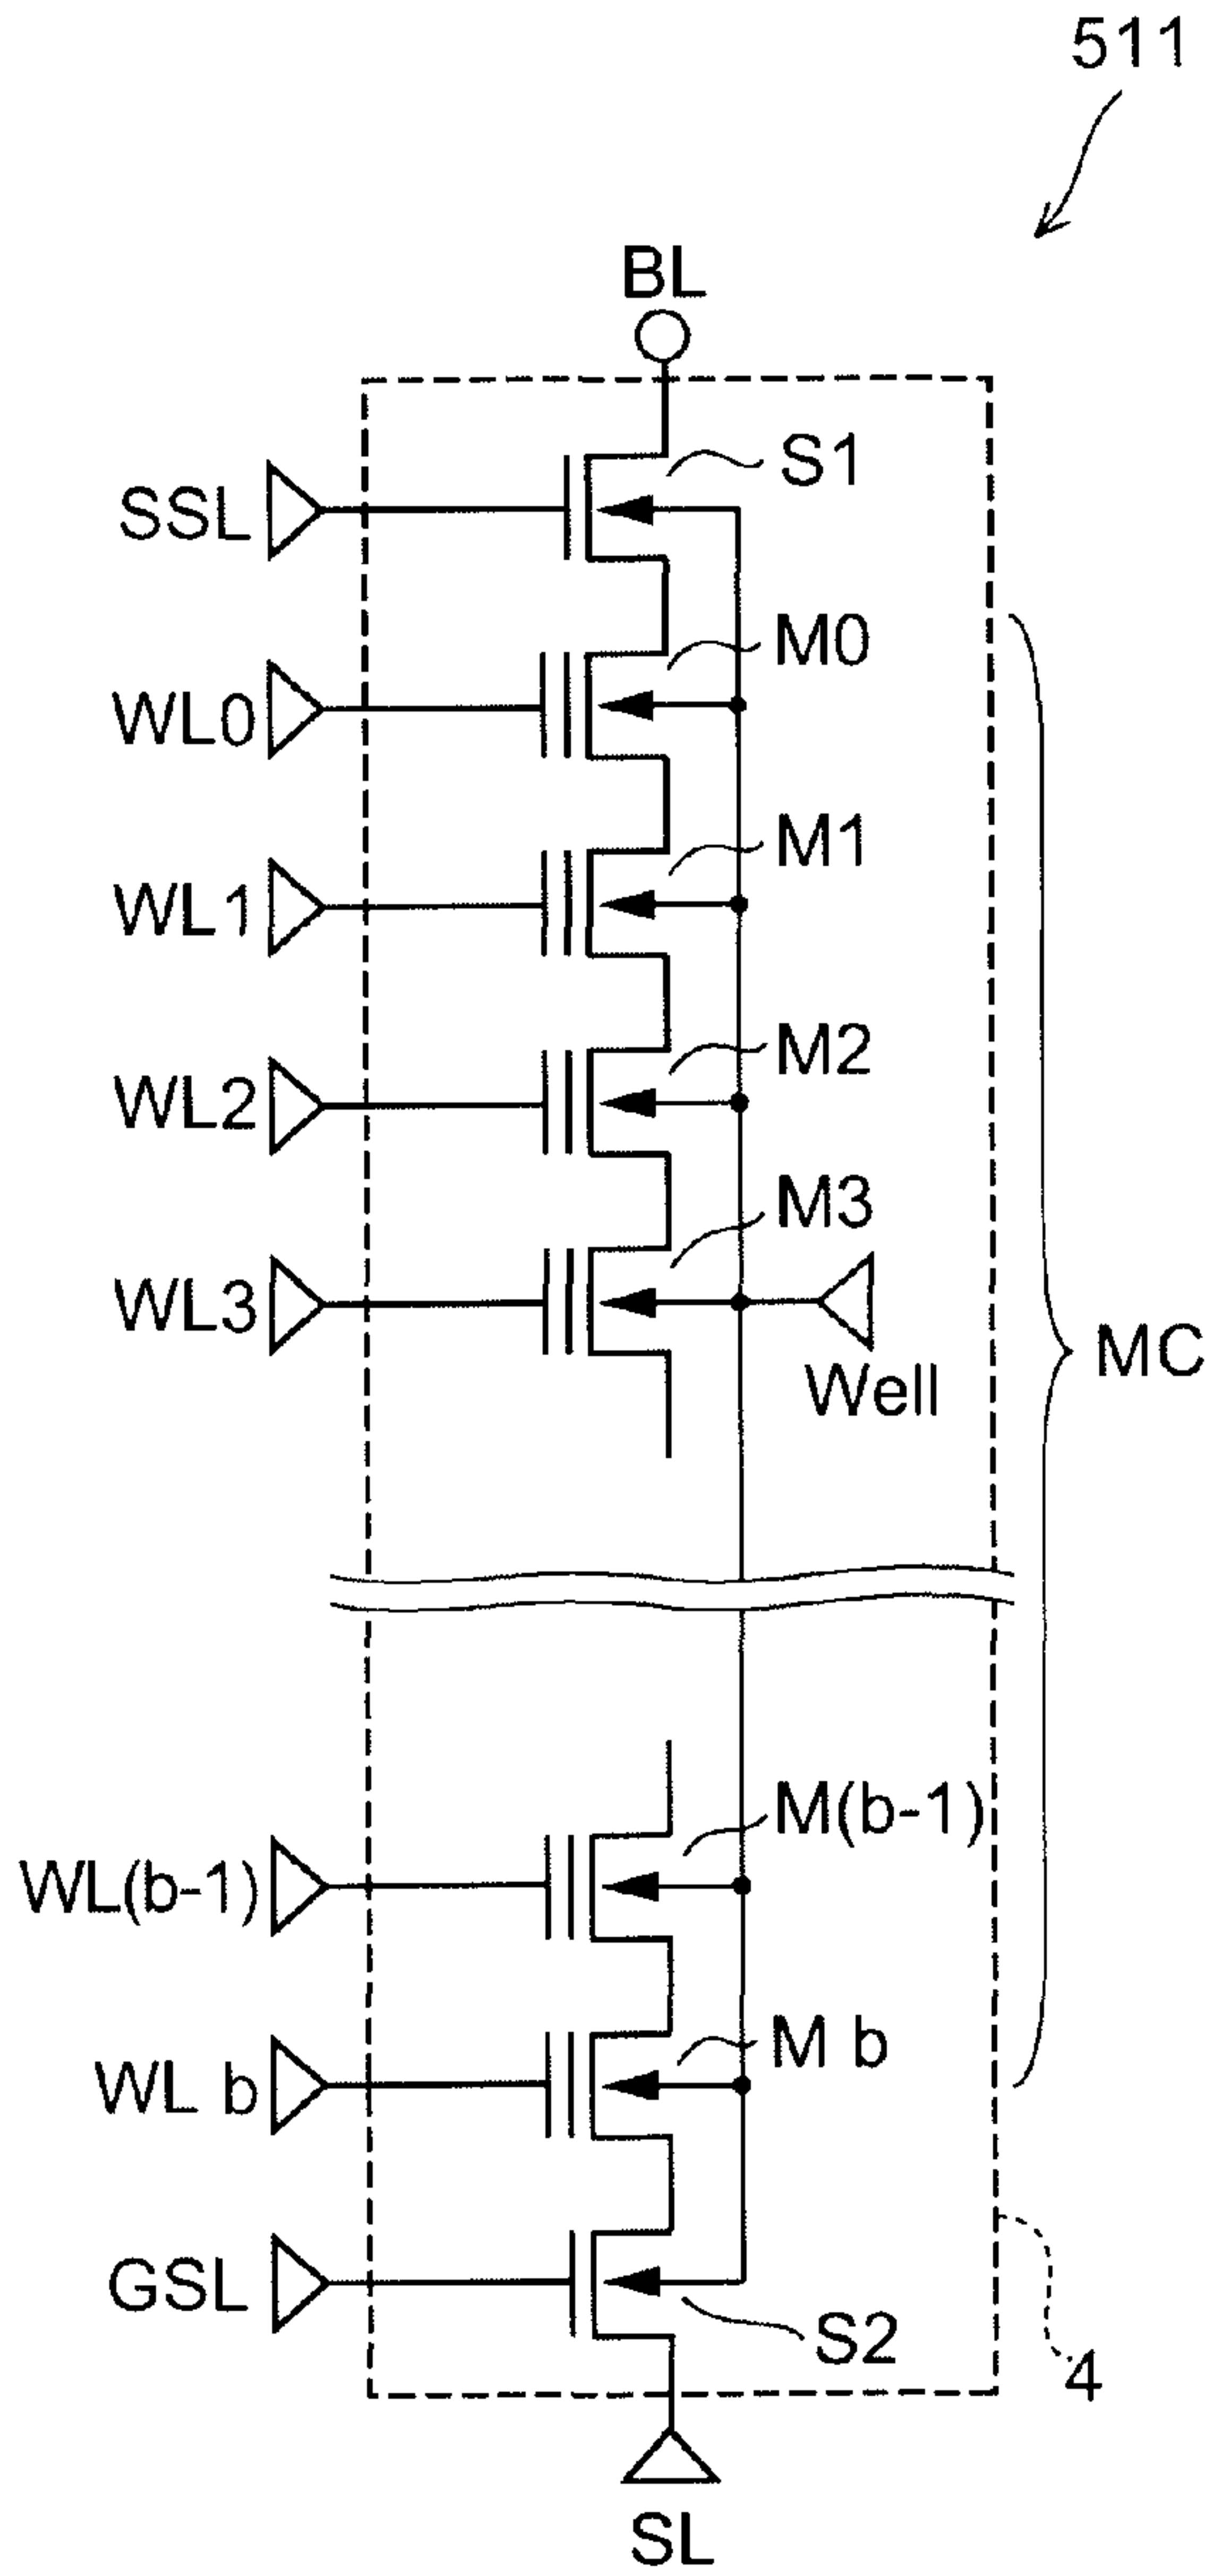 511
BL
S1
SSL
M0
WL0
M1
WL1
M2
WL2
M3
WL3
MC
Well
M(b-1)
WL(b-1)
M b
WL b
GSL
S2
4
SL